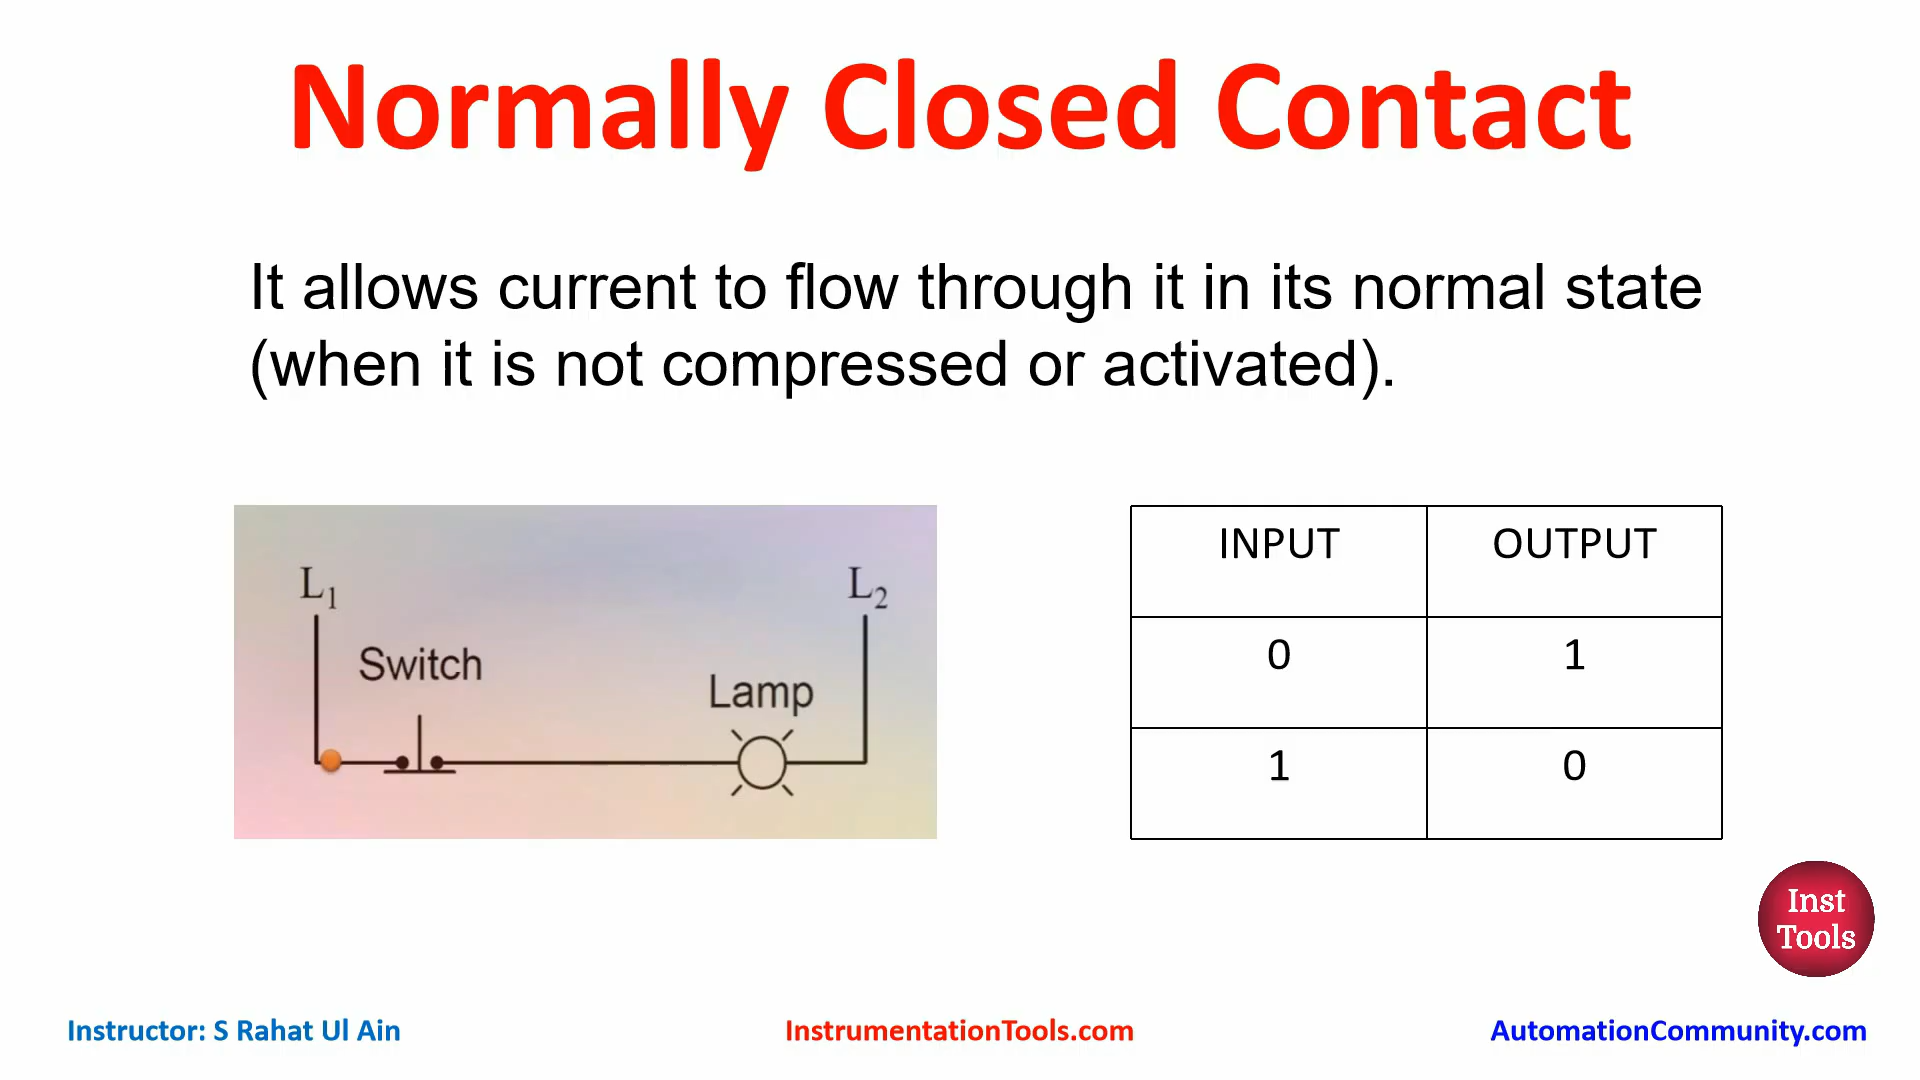 Normally Closed Contact
It allows current to flow through it in its normal state
(when it is not compressed or activated).
L1
L2
Switch
Lamp
INPUT OUTPUT
0 1
1 0
Inst
Tools
Instructor: S Rahat Ul Ain
InstrumentationTools.com
AutomationCommunity.com